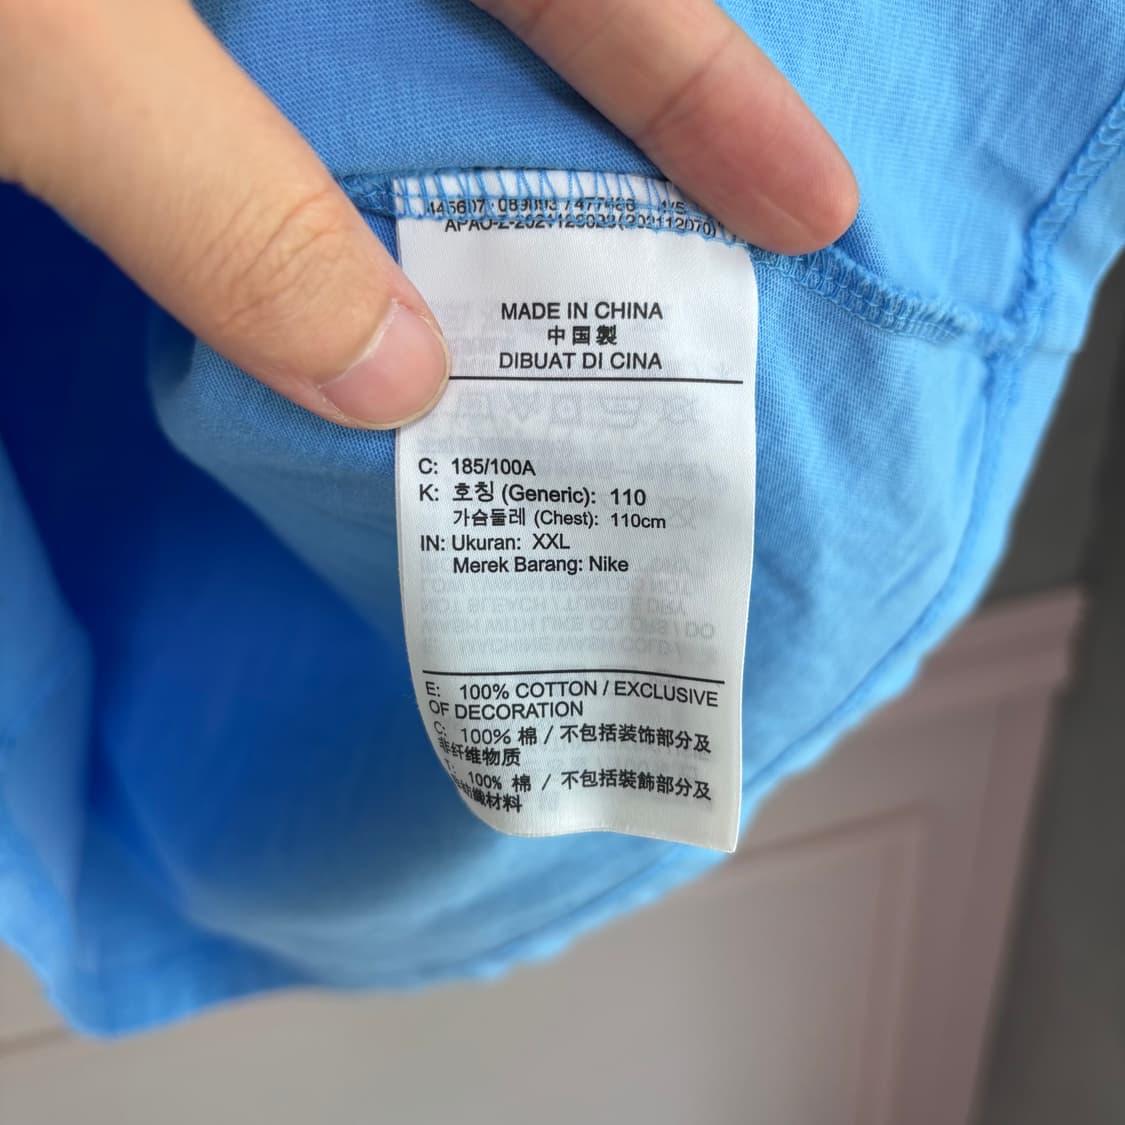 MADE IN CHINA
中国製
DIBUAT DI CINA
C: 185/100A
K: 호칭 (Generic): 110
가슴둘레 (Chest): 110cm
IN: Ukuran: XXL
Merek Barang: Nike
E: 100% COTTON / EXCLUSIVE
OF DECORATION
C: 100% 棉 / 不包括装饰部分及
非纤维物质
100% 棉 / 不包括裝飾部分及
紡織材料